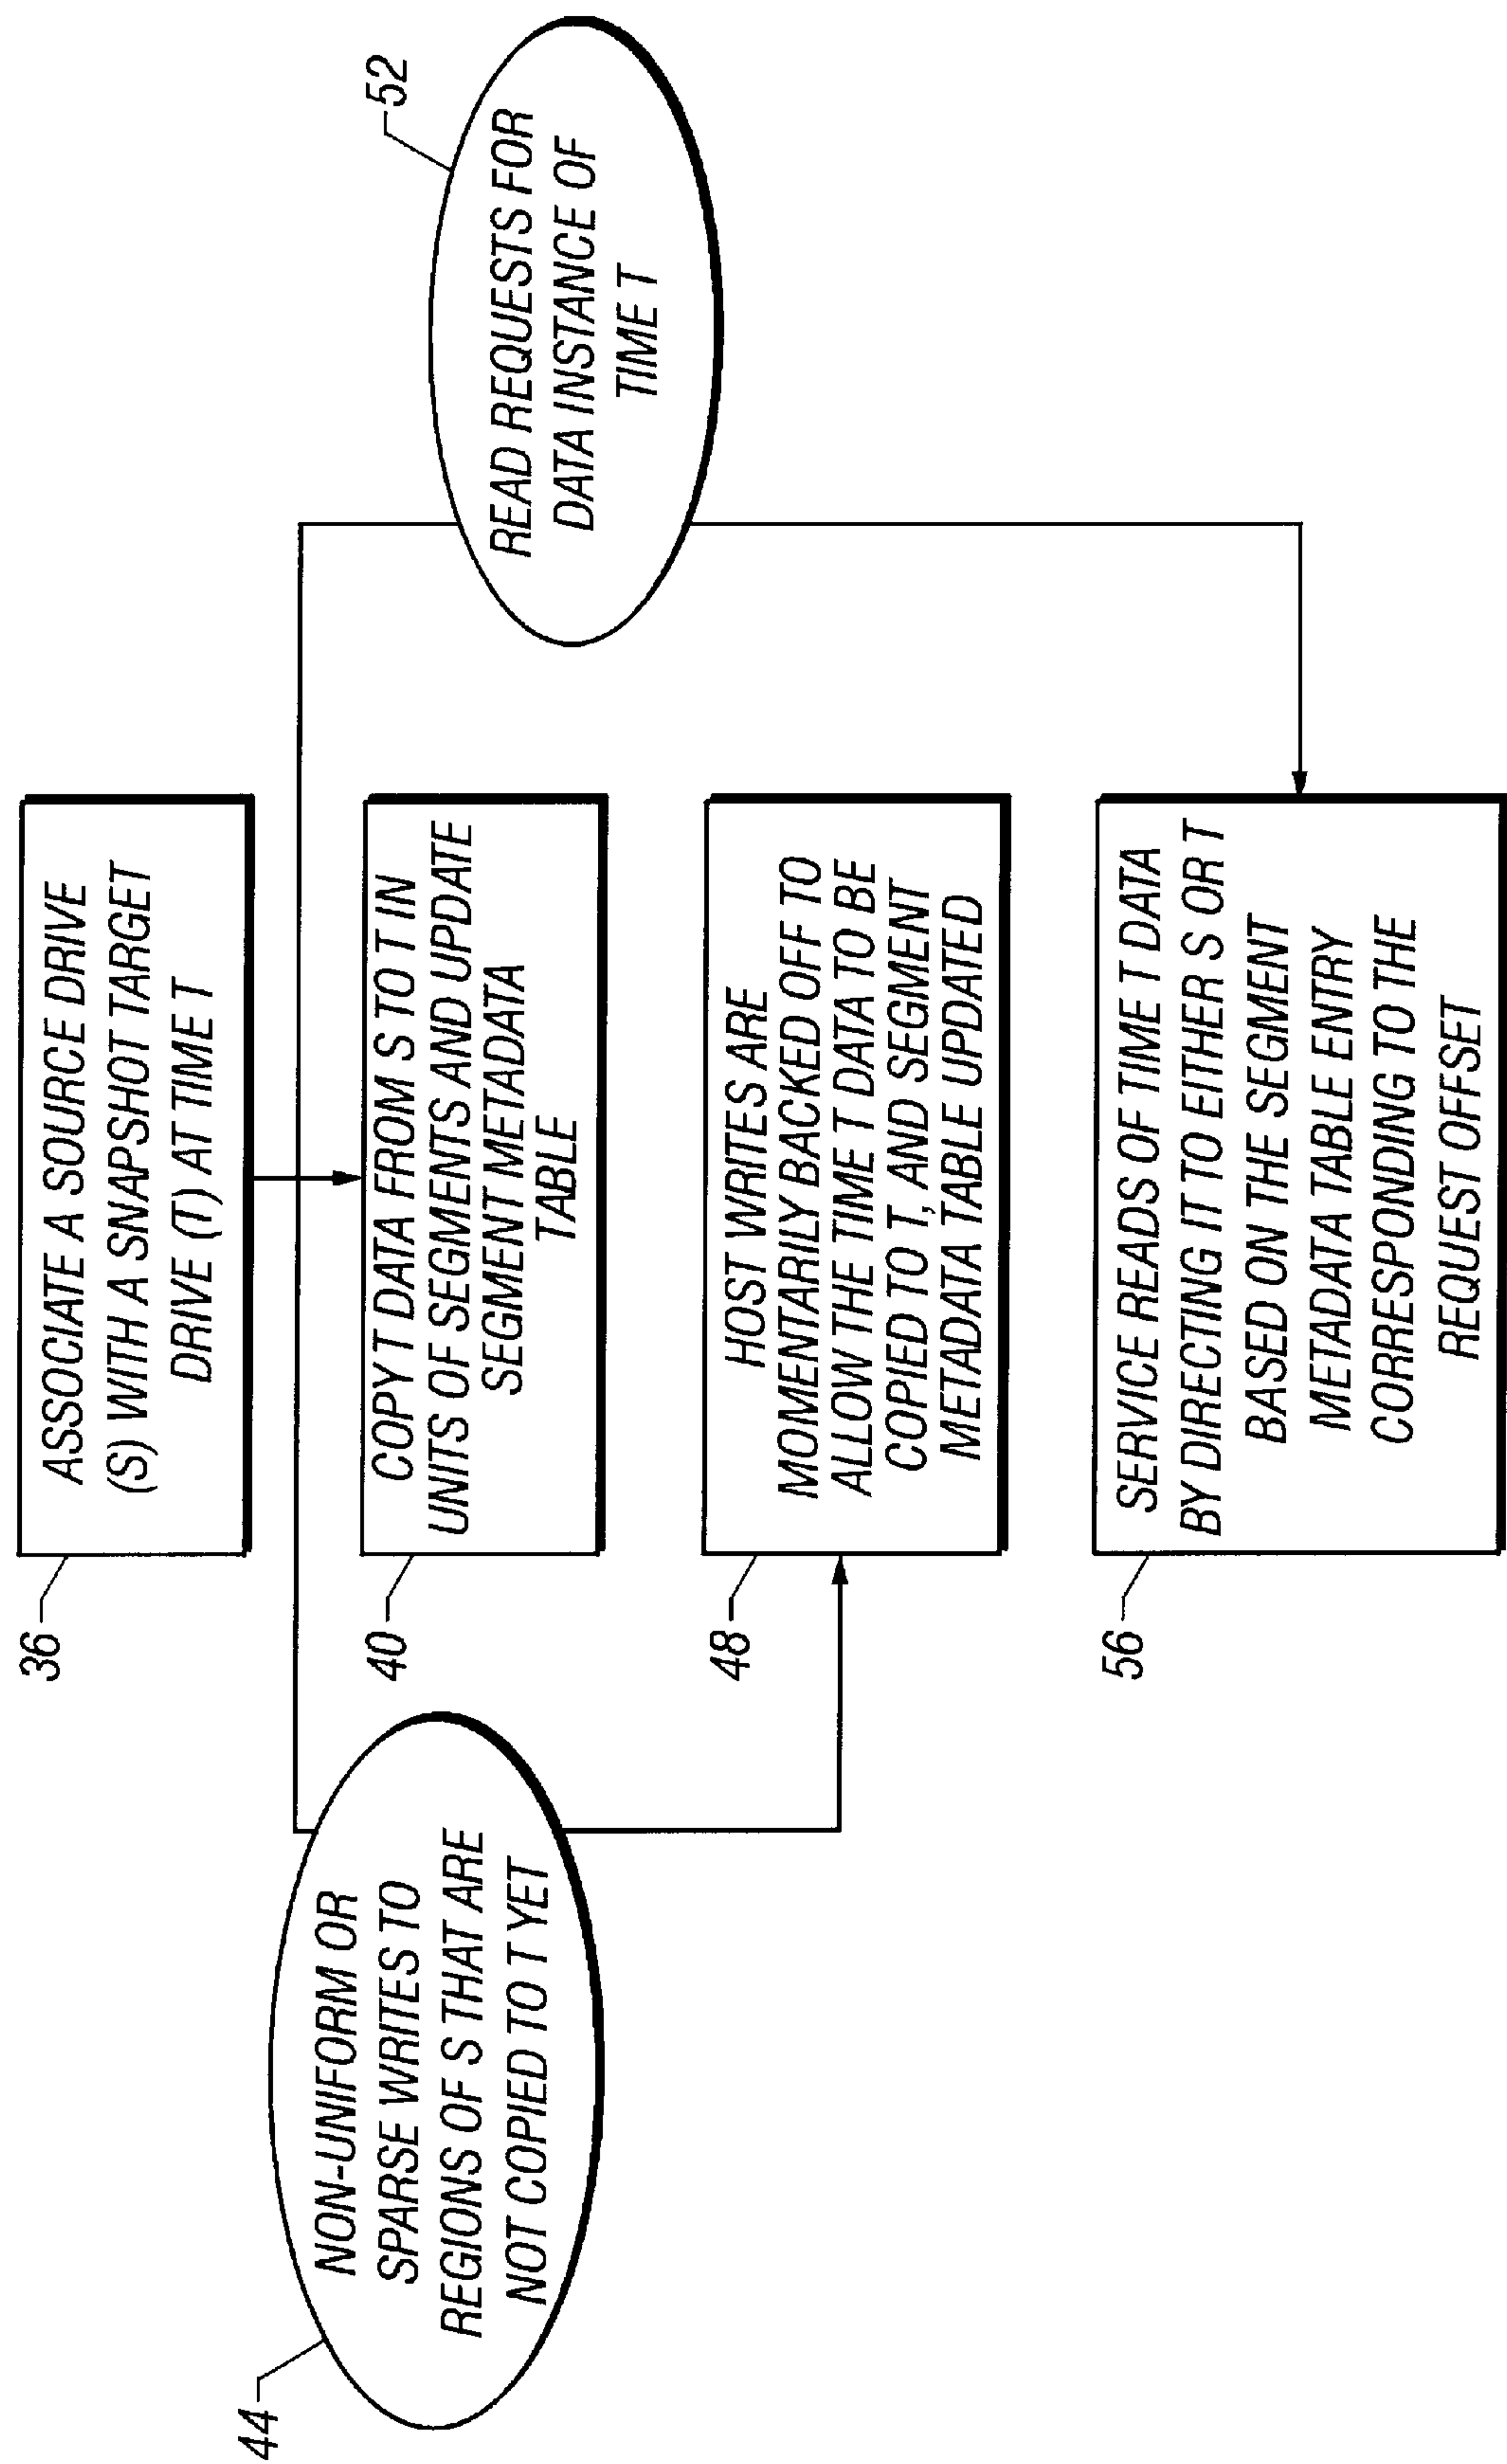 36
ASSOCIATE A SOURCE DRIVE
(S) WITH A SNAPSHOT TARGET
DRIVE (T) AT TIME T
40
COPY DATA FROM S TO T IN
UNITS OF SEGMENTS AND UPDATE
SEGMENT METADATA
TABLE
44
NON-UNIFORM OR
SPARSE WRITES TO
REGIONS OF S THAT ARE
NOT COPIED TO T YET
48
HOST WRITES ARE
MOMENTARILY BACKED OFF TO
ALLOW THE TIME T DATA TO BE
COPIED TO T, AND SEGMENT
METADATA TABLE UPDATED
52
READ REQUESTS FOR
DATA INSTANCE OF
TIME T
56
SERVICE READS OF TIME T DATA
BY DIRECTING IT TO EITHER S OR T
BASED ON THE SEGMENT
METADATA TABLE ENTRY
CORRESPONDING TO THE
REQUEST OFFSET